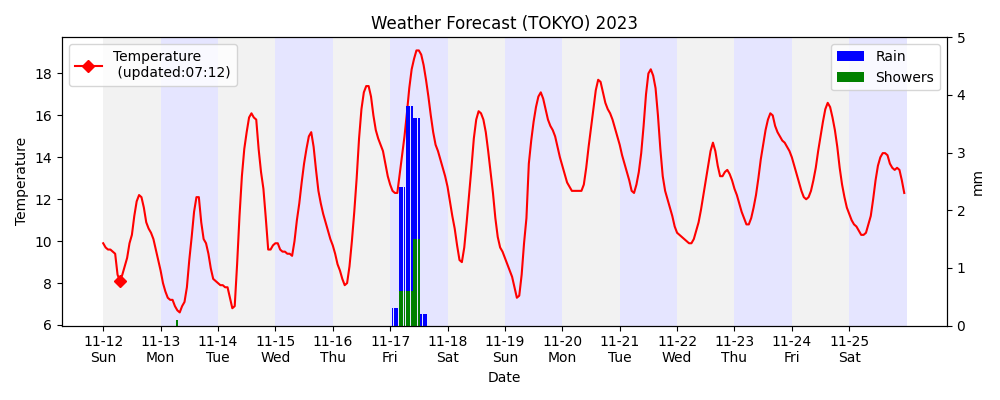 Weather Forecast (TOKYO) 2023
Temperature
(updated:07:12)
Rain
Showers
Temperature
18
16
14
12
10
8
6
5
4
3
2
1
0
mm
11-12 11-13 11-14 11-15 11-16 11-17 11-18 11-19 11-20 11-21 11-22 11-23 11-24 11-25
Sun Mon Tue Wed Thu Fri Sat Sun Mon Tue Wed Thu Fri Sat
Date